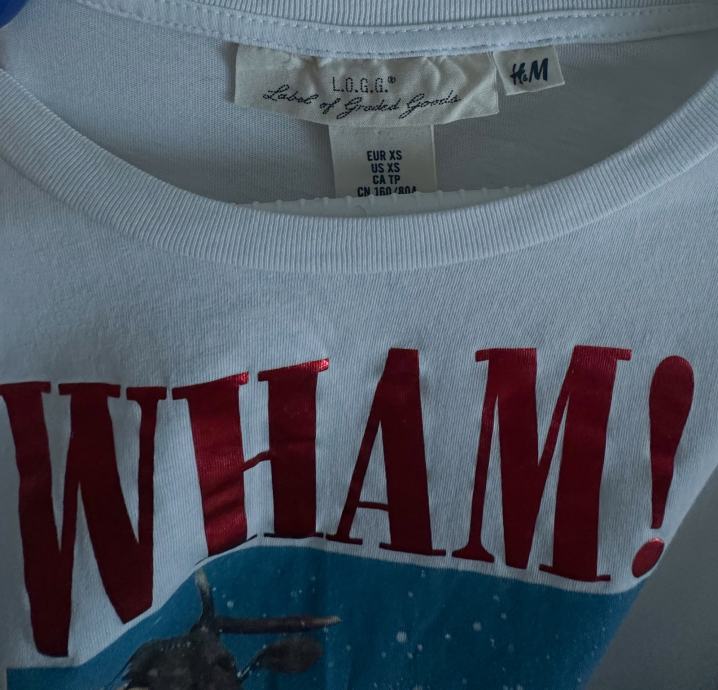 L.O.G.G.®
Label of Graded Goods
H&M
EUR XS
US XS
CA TP
CN 160/80A
WHAM!